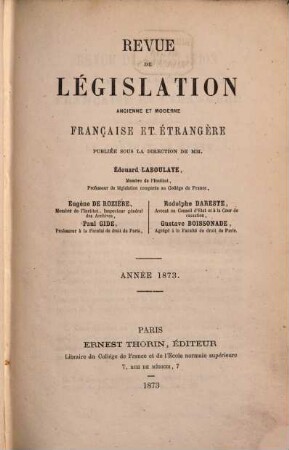 REVUE
DE
LÉGISLATION
ANCIENNE ET MODERNE
FRANÇAISE ET ÉTRANGÈRE
PUBLIÉE SOUS LA DIRECTION DE MM.
Édouard LABOULAYE,
Membre de l'Institut,
Professeur de législation comparée au Collége de France,
Eugène DE ROZIÈRE,
Membre de l'Institut, Inspecteur général
des Archives,
Paul GIDE,
Professeur à la Faculté de droit de Paris,
Rodolphe DARESTE,
Avocat au Conseil d'État et à la Cour de
cassation,
Gustave BOISSONADE,
Agrégé à la Faculté de droit de Paris.
ANNÉE 1873.
PARIS
ERNEST THORIN, ÉDITEUR
Libraire du Collége de France et de l'École normale supérieure
7, RUE DE MÉDICIS, 7
1873